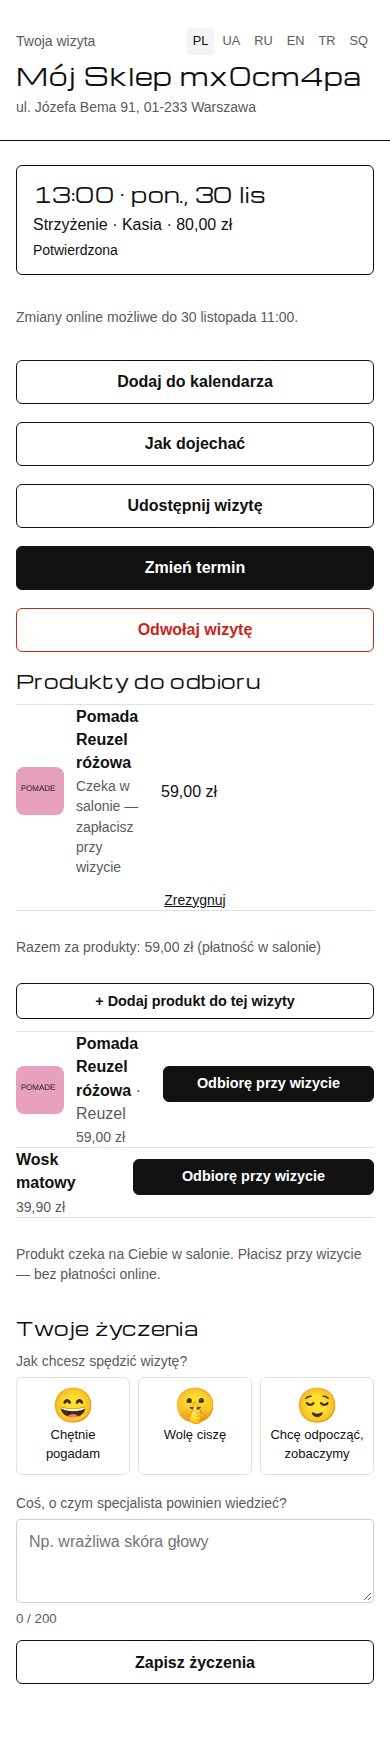 Twoja wizyta
PL UA RU EN TR SQ
Mój Sklep mx0cm4pa
ul. Józefa Bema 91, 01-233 Warszawa
13:00 · pon., 30 lis
Strzyżenie · Kasia · 80,00 zł
Potwierdzona
Zmiany online możliwe do 30 listopada 11:00.
Dodaj do kalendarza
Jak dojechać
Udostępnij wizytę
Zmień termin
Odwołaj wizytę
Produkty do odbioru
POMADE
Pomada
Reuzel
różowa
Czeka w
salonie —
zapłacisz
przy
wizycie
59,00 zł
Zrezygnuj
Razem za produkty: 59,00 zł (płatność w salonie)
+ Dodaj produkt do tej wizyty
POMADE
Pomada
Reuzel
różowa ·
Reuzel
59,00 zł
Odbiorę przy wizycie
Wosk
matowy
39,90 zł
Odbiorę przy wizycie
Produkt czeka na Ciebie w salonie. Płacisz przy wizycie
— bez płatności online.
Twoje życzenia
Jak chcesz spędzić wizytę?
Chętnie
pogadam
Wolę ciszę
Chcę odpocząć,
zobaczymy
Coś, o czym specjalista powinien wiedzieć?
Np. wrażliwa skóra głowy
0 / 200
Zapisz życzenia